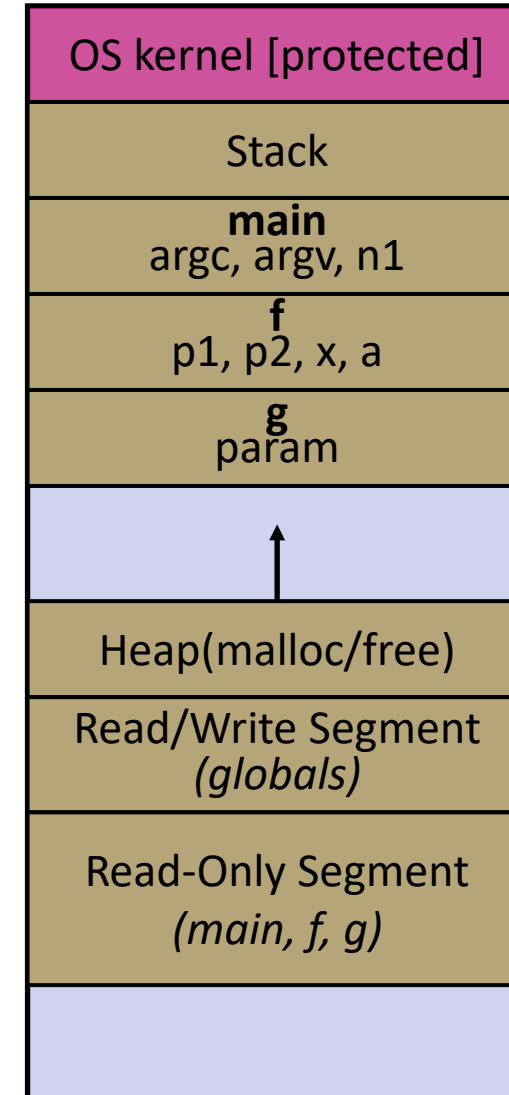 OS kernel [protected]
Stack
main
argc, argv, n1
f
p1, p2, x, a
g
param
Heap(malloc/free)
Read/Write Segment
(globals)
Read-Only Segment
(main, f, g)